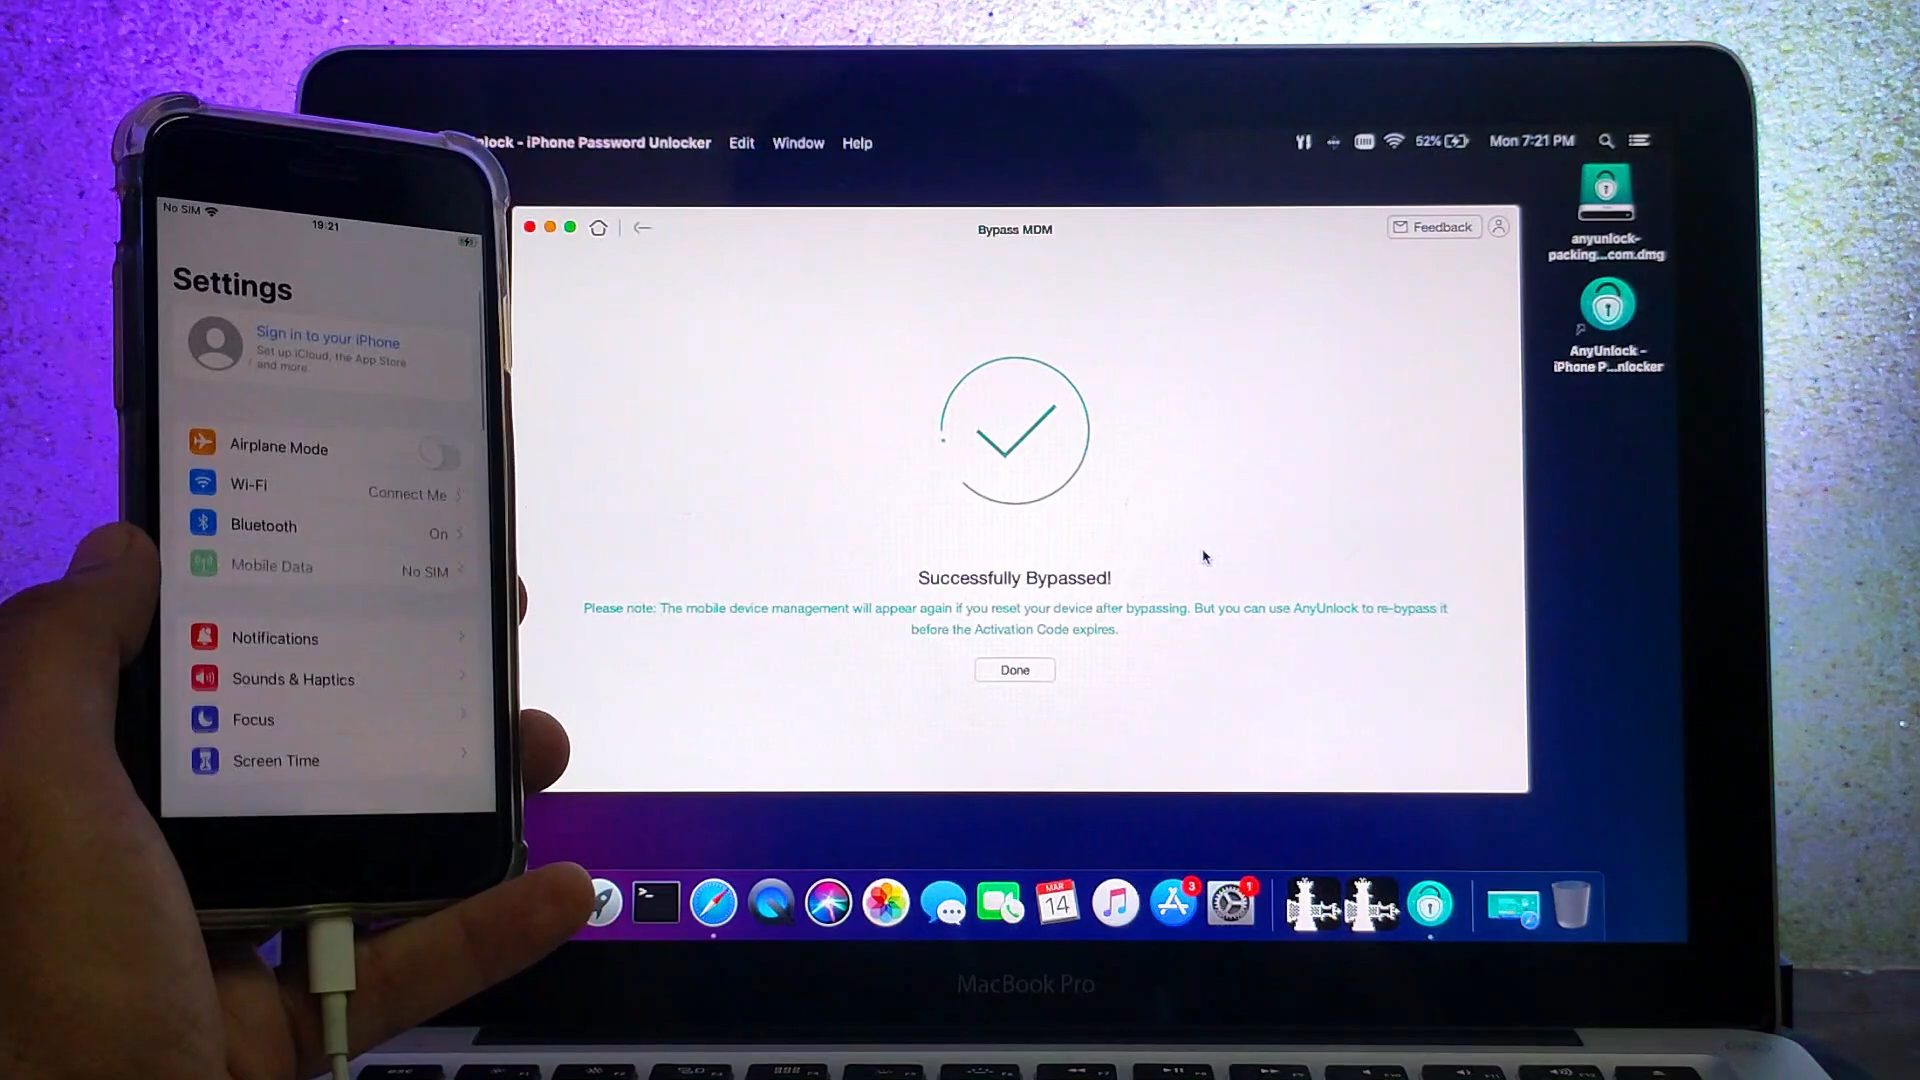 No SIM
19:21
Settings
Sign in to your iPhone
Set up iCloud, the App Store
and more.
Airplane Mode
Wi-Fi
Connect Me
Bluetooth
On
Mobile Data
No SIM
Notifications
Sounds & Haptics
Focus
Screen Time
nlock - iPhone Password Unlocker Edit Window Help
52% Mon 7:21 PM
Bypass MDM
Feedback
Successfully Bypassed!
Please note: The mobile device management will appear again if you reset your device after bypassing. But you can use AnyUnlock to re-bypass it
before the Activation Code expires.
Done
anyunlock-
packing...com.dmg
AnyUnlock -
iPhone P...nlocker
MAR
14
3
1
MacBook Pro
esc